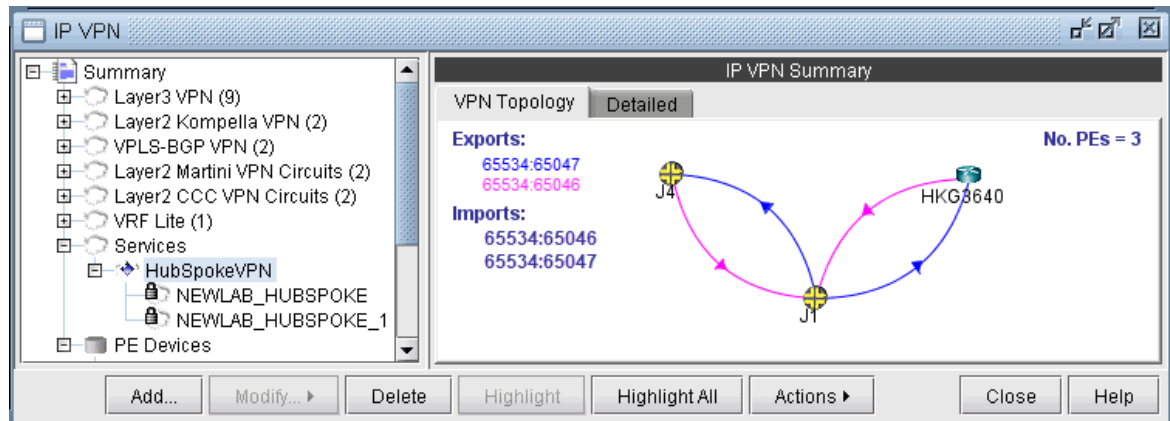 IP VPN
Summary
Layer3 VPN (9)
Layer2 Kompella VPN (2)
VPLS-BGP VPN (2)
Layer2 Martini VPN Circuits (2)
Layer2 CCC VPN Circuits (2)
VRF Lite (1)
Services
HubSpokeVPN
NEWLAB_HUBSPOKE
NEWLAB_HUBSPOKE_1
PE Devices
IP VPN Summary
VPN Topology Detailed
Exports:
65534:65047
65534:65046
Imports:
65534:65046
65534:65047
No. PEs = 3
J4
HKG3640
J1
Add... Modify... Delete Highlight Highlight All Actions Close Help